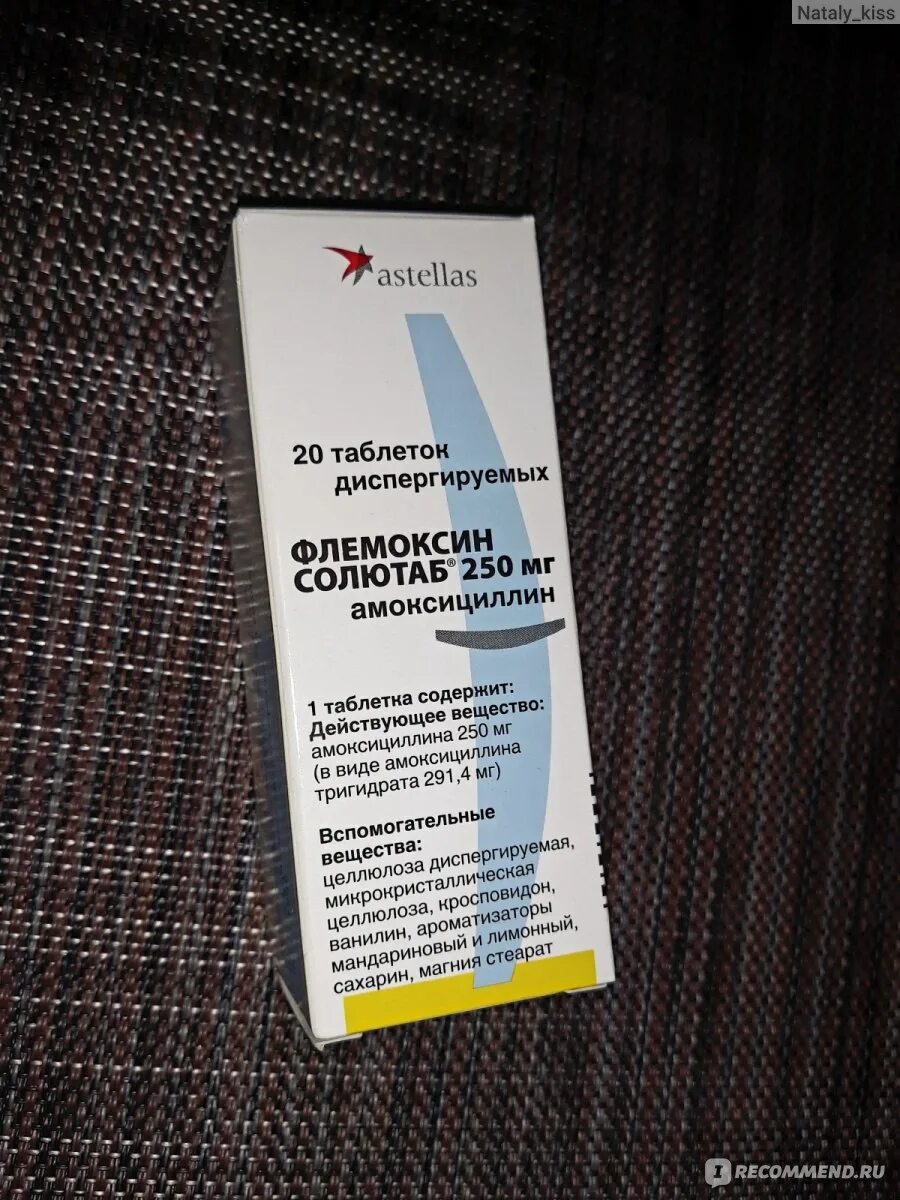 Nataly_kiss
astellas
20 таблеток
диспергируемых
ФЛЕМОКСИН
СОЛЮТАБ® 250 мг
амоксициллин
1 таблетка содержит:
Действующее вещество:
амоксициллина 250 мг
(в виде амоксициллина
тригидрата 291,4 мг)
Вспомогательные
вещества:
целлюлоза диспергируемая,
микрокристаллическая
целлюлоза, кросповидон,
ванилин, ароматизаторы
мандариновый и лимонный,
сахарин, магния стеарат
IRECOMMEND.RU